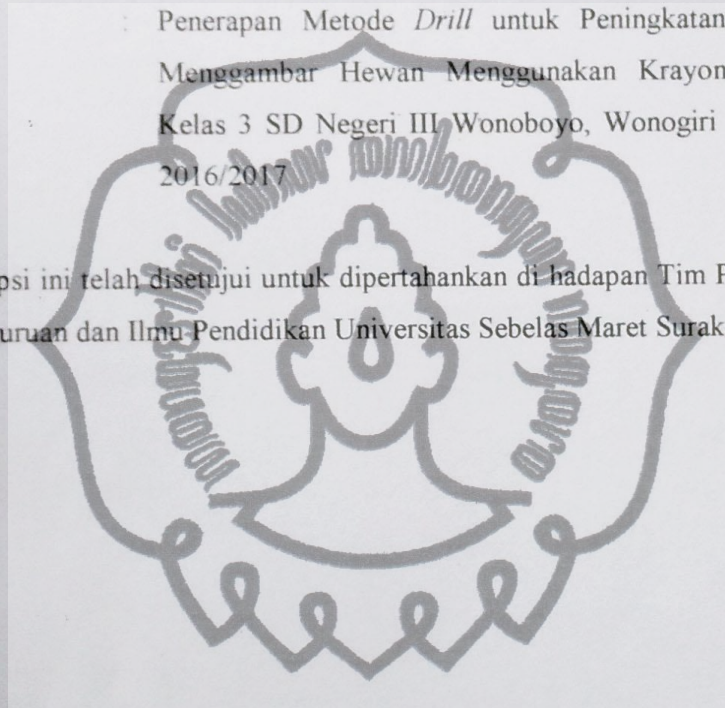 : Penerapan Metode Drill untuk Peningkatan
Menggambar Hewan Menggunakan Krayon
Kelas 3 SD Negeri III Wonoboyo, Wonogiri
2016/2017
psi ini telah disetujui untuk dipertahankan di hadapan Tim P
uruan dan Ilmu Pendidikan Universitas Sebelas Maret Surak